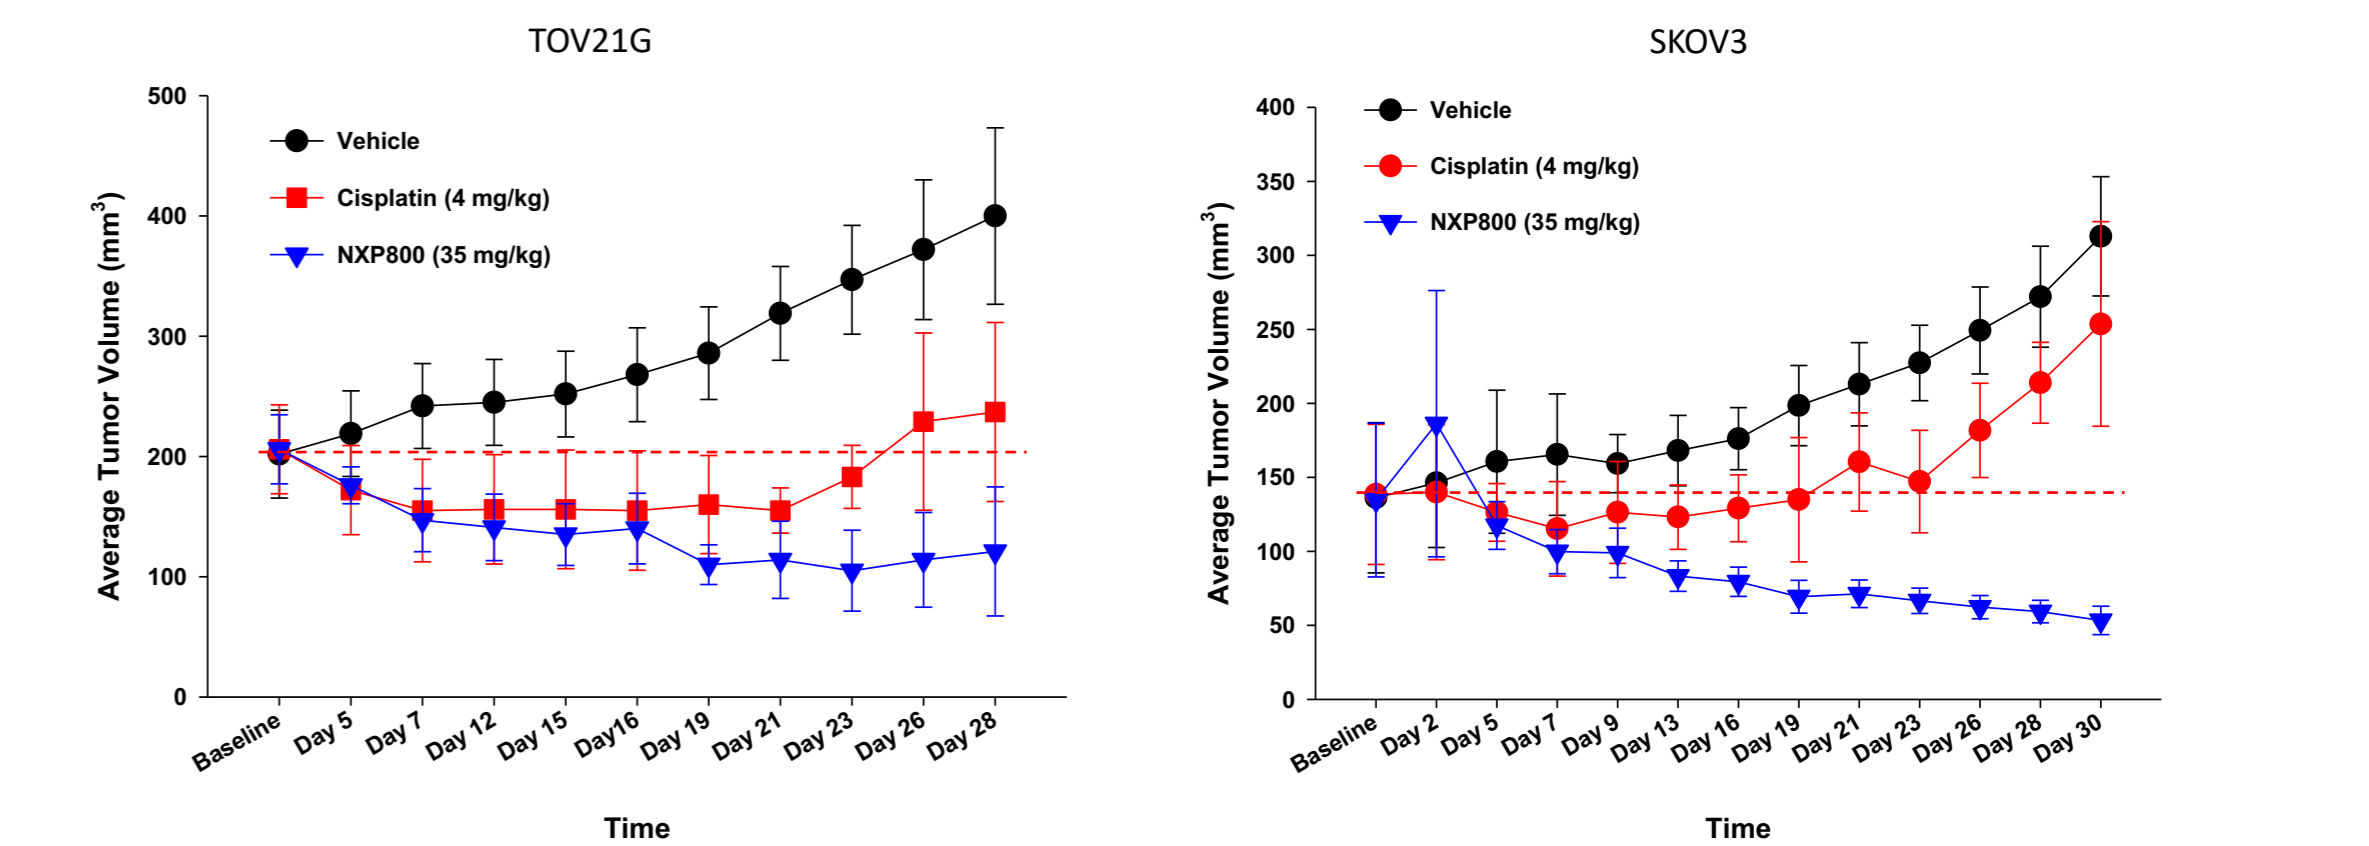 TOV21G
500
400
300
200
100
0
Average Tumor Volume (mm³)
Vehicle
Cisplatin (4 mg/kg)
NXP800 (35 mg/kg)
Baseline
Day 5
Day 7
Day 12
Day 15
Day16
Day 19
Day 21
Day 23
Day 26
Day 28
Time
SKOV3
400
350
300
250
200
150
100
50
0
Average Tumor Volume (mm³)
Vehicle
Cisplatin (4 mg/kg)
NXP800 (35 mg/kg)
Baseline
Day 2
Day 5
Day 7
Day 9
Day 13
Day 16
Day 19
Day 21
Day 23
Day 26
Day 28
Day 30
Time